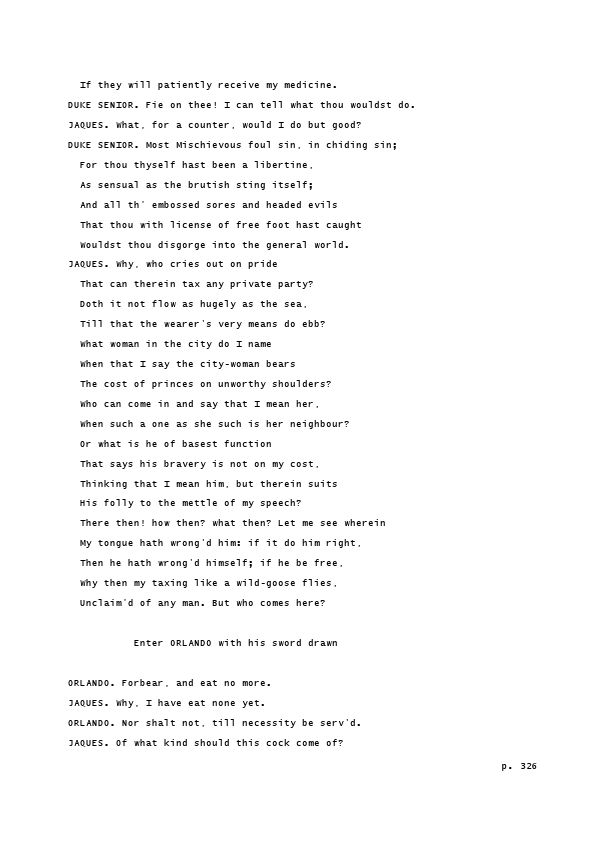 If they will patiently receive my medicine.
DUKE SENIOR. Fie on thee! I can tell what thou wouldst do.
JAQUES. What, for a counter, would I do but good?
DUKE SENIOR. Most Mischievous foul sin, in chiding sin;
For thou thyself hast been a libertine,
As sensual as the brutish sting itself;
And all th' embossed sores and headed evils
That thou with license of free foot hast caught
Wouldst thou disgorge into the general world.
JAQUES. Why, who cries out on pride
That can therein tax any private party?
Doth it not flow as hugely as the sea,
Till that the wearer's very means do ebb?
What woman in the city do I name
When that I say the city-woman bears
The cost of princes on unworthy shoulders?
Who can come in and say that I mean her,
When such a one as she such is her neighbour?
Or what is he of basest function
That says his bravery is not on my cost,
Thinking that I mean him, but therein suits
His folly to the mettle of my speech?
There then! how then? what then? Let me see wherein
My tongue hath wrong'd him: if it do him right,
Then he hath wrong'd himself; if he be free,
Why then my taxing like a wild-goose flies,
Unclaim'd of any man. But who comes here?
Enter ORLANDO with his sword drawn
ORLANDO. Forbear, and eat no more.
JAQUES. Why, I have eat none yet.
ORLANDO. Nor shalt not, till necessity be serv'd.
JAQUES. Of what kind should this cock come of?
p. 326